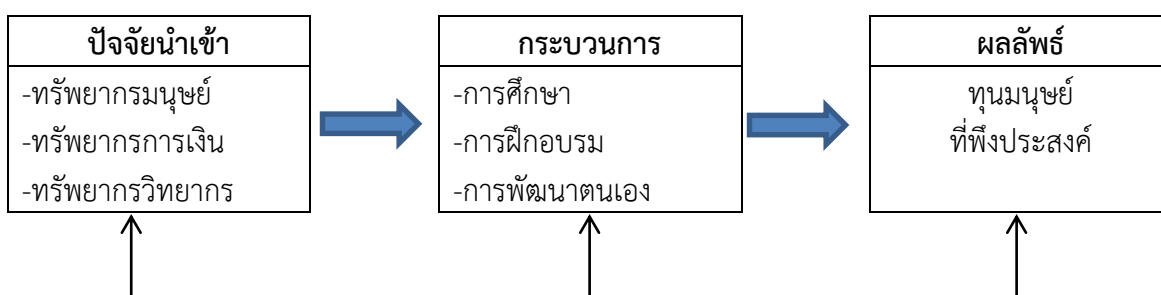 ปัจจัยนำเข้า
-ทรัพยากรมนุษย์
-ทรัพยากรการเงิน
-ทรัพยากรวิทยากร
กระบวนการ
-การศึกษา
-การฝึกอบรม
-การพัฒนาตนเอง
ผลลัพธ์
ทุนมนุษย์
ที่พึงประสงค์